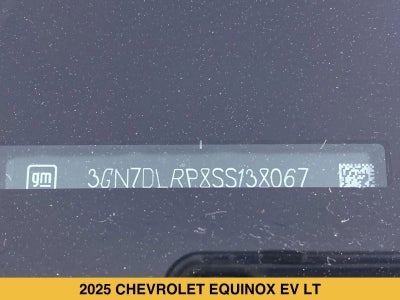 gm 3GN7DLRP8SS138067
2025 CHEVROLET EQUINOX EV LT